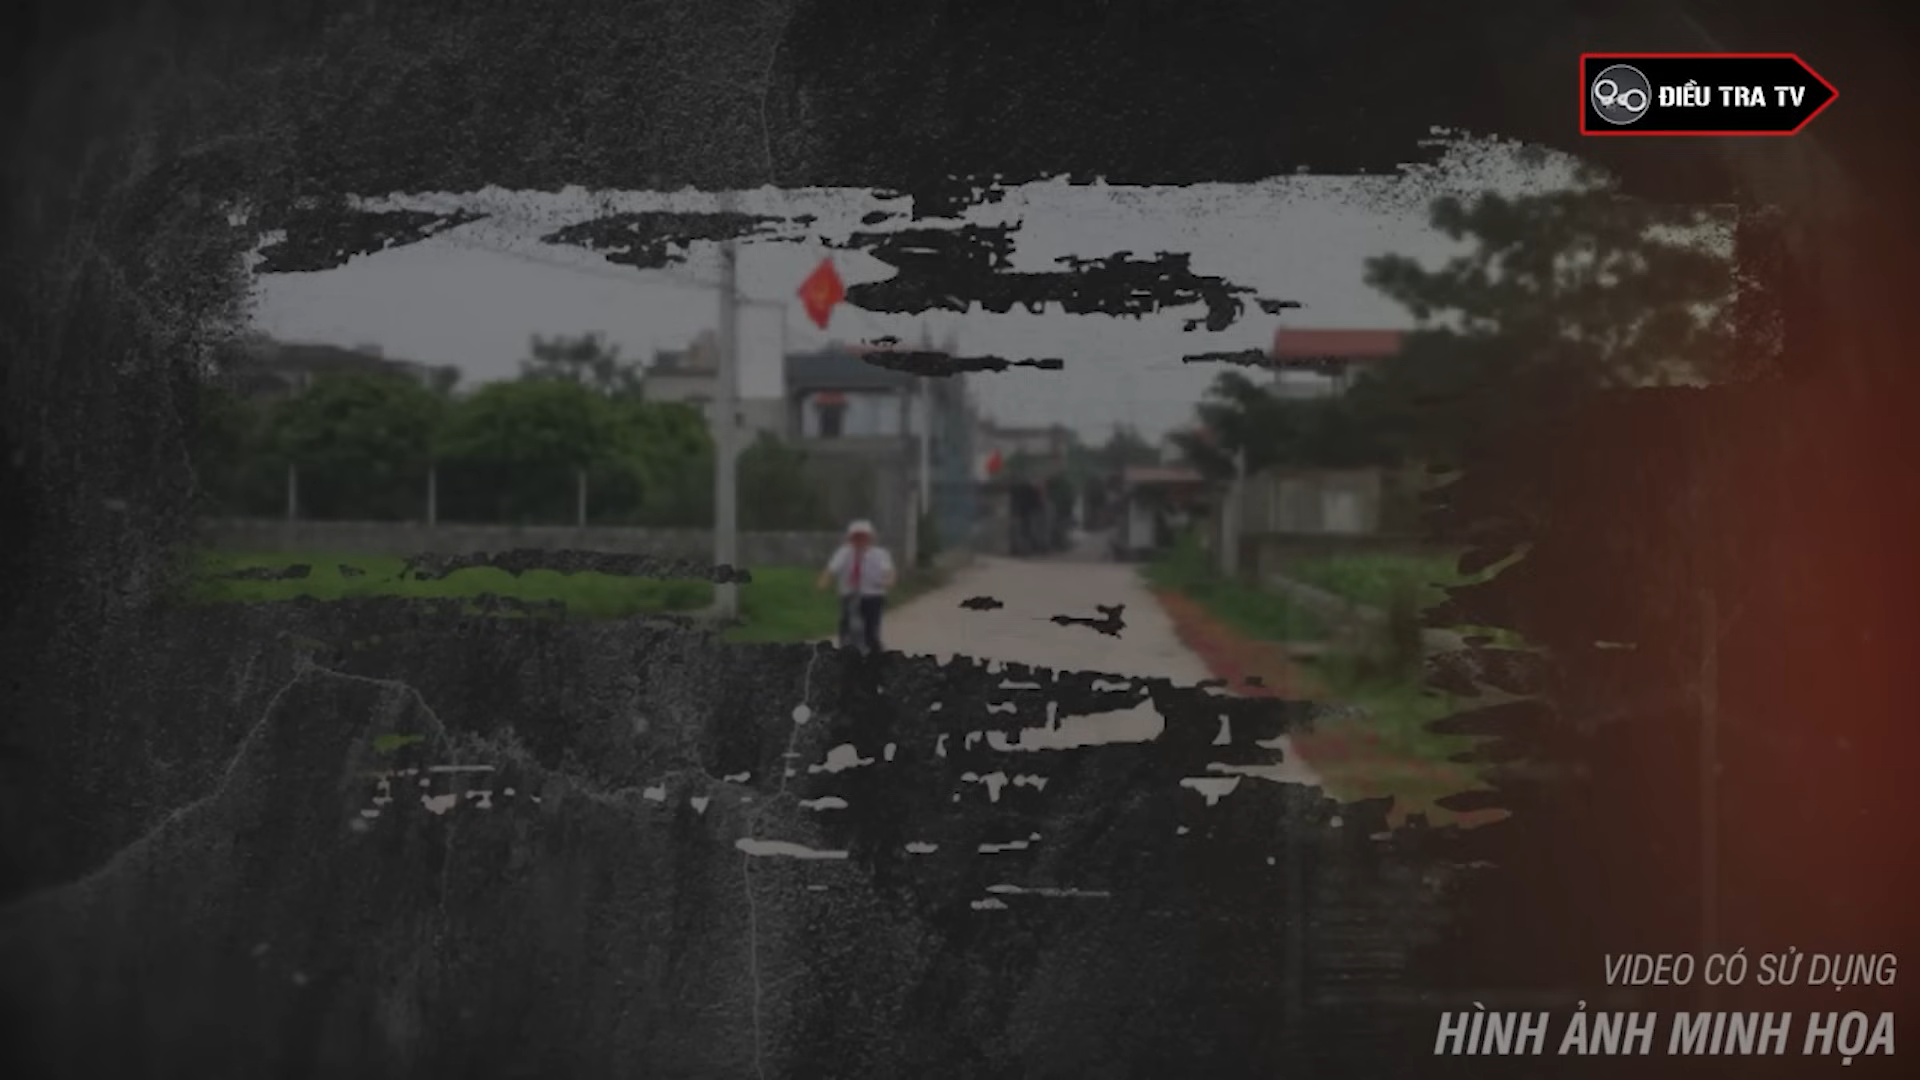 ĐIỀU TRA TV
VIDEO CÓ SỬ DỤNG
HÌNH ẢNH MINH HỌA